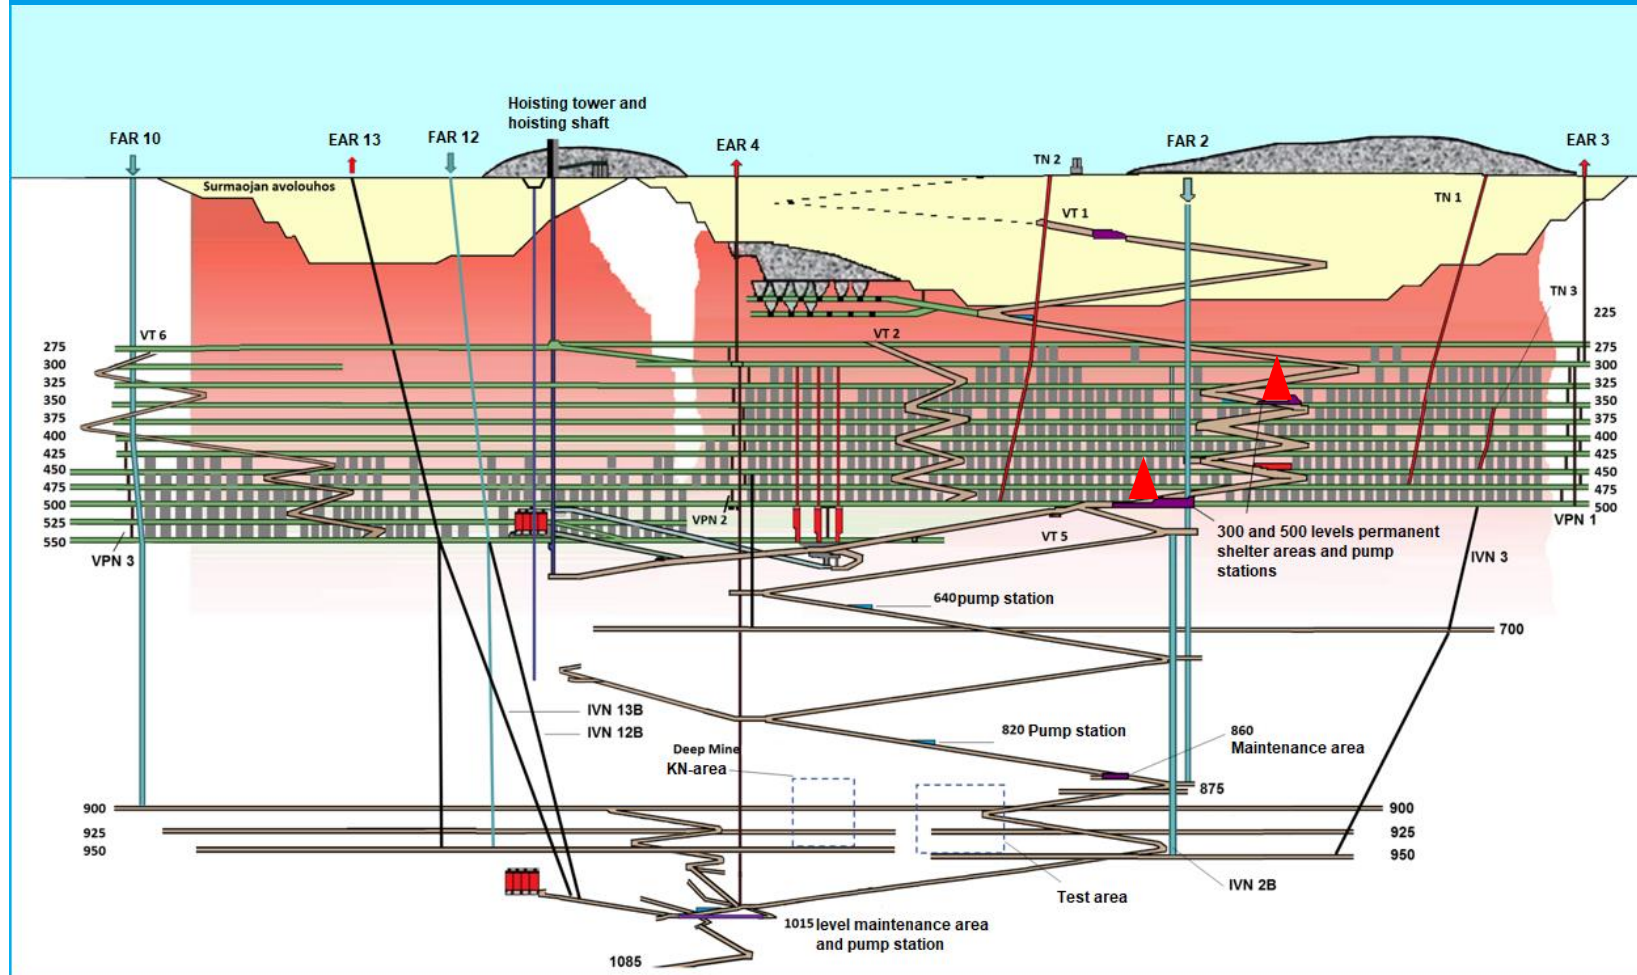 Hoisting tower and
hoisting shaft
FAR 10
EAR 13
FAR 12
EAR 4
TN 2
FAR 2
EAR 3
Surmaojan avolouhos
VT 1
TN 1
TN 3
225
VT 6
VT 2
275
275
300
300
325
325
350
350
375
375
400
400
425
425
450
450
475
475
500
500
525
550
VPN 3
VPN 2
VT 5
VPN 1
300 and 500 levels permanent
shelter areas and pump
stations
IVN 3
640 pump station
700
IVN 13B
IVN 12B
820 Pump station
860
Maintenance area
Deep Mine
KN-area
875
900
900
925
925
950
950
IVN 2B
Test area
1015 level maintenance area
and pump station
1085